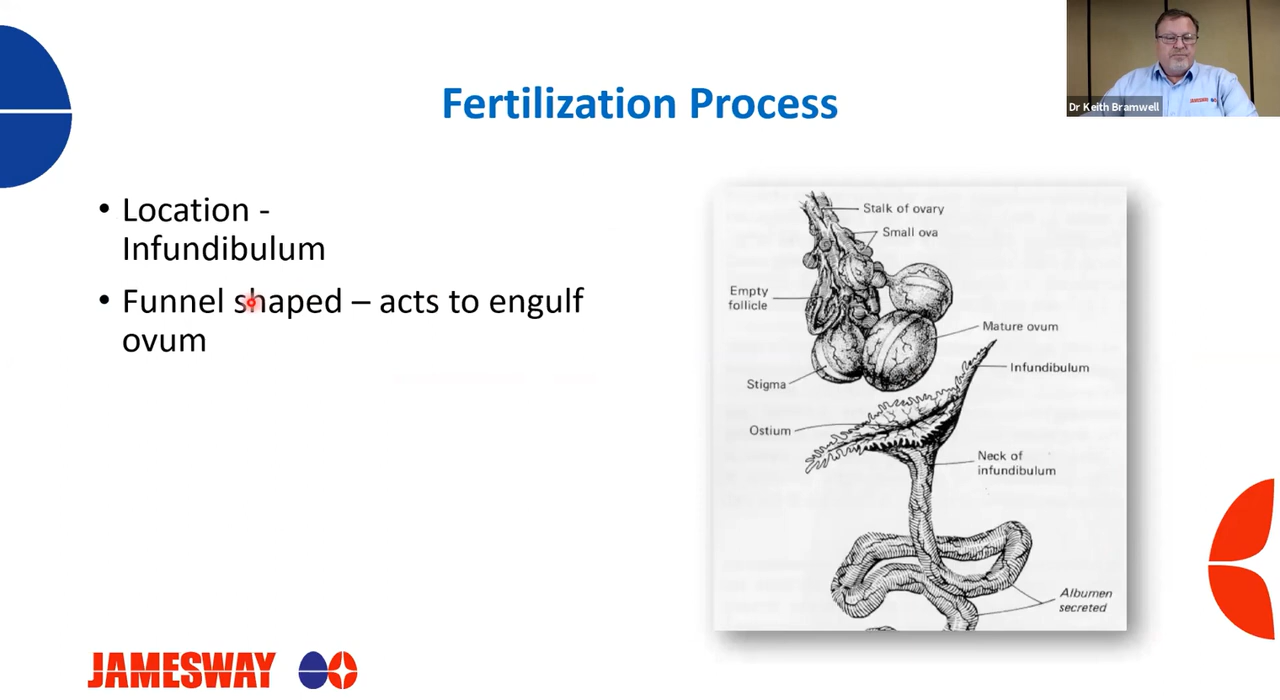 Dr Keith Bramwell
Fertilization Process
• Location -
Infundibulum
• Funnel shaped – acts to engulf
ovum
Stalk of ovary
Small ova
Empty
follicle
Mature ovum
Infundibulum
Stigma
Ostium
Neck of
infundibulum
Albumen
secreted
JAMESWAY